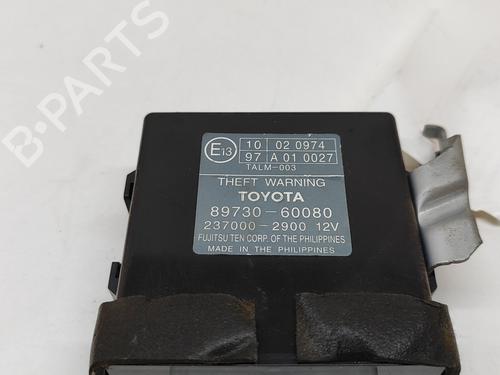 B-PARTS
E13
10 02 0974
97 A 01 0027
TALM-003
THEFT WARNING
TOYOTA
89730-60080
237000-2900 12V
FUJITSU TEN CORP. OF THE PHILIPPINES
MADE IN THE PHILIPPINES